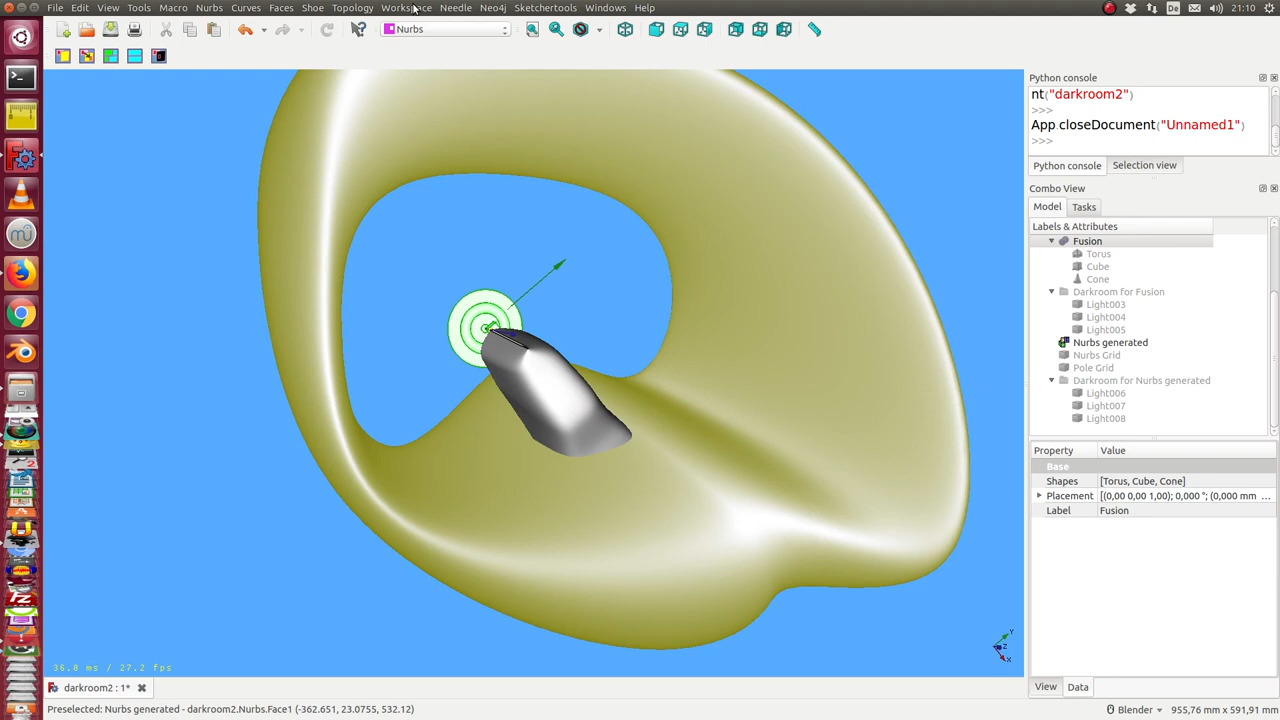 File Edit View Tools Macro Nurbs Curves Faces Shoe Topology Workspace Needle Neo4j Sketchertools Windows Help
De 21:10
Nurbs
Python console
nt("darkroom2")
>>>
App.closeDocument("Unnamed1")
>>>
Python console Selection view
Combo View
Model Tasks
Labels & Attributes
Fusion
Torus
Cube
Cone
Darkroom for Fusion
Light003
Light004
Light005
Nurbs generated
Nurbs Grid
Pole Grid
Darkroom for Nurbs generated
Light006
Light007
Light008
Property Value
Base
Shapes [Torus, Cube, Cone]
Placement [(0,00 0,00 1,00); 0,000 °; (0,000 mm ...
Label Fusion
Y
Z
X
36.8 ms / 27.2 fps
View Data
darkroom2 : 1*
Preselected: Nurbs generated - darkroom2.Nurbs.Face1 (-362.651, 23.0755, 532.12)
Blender 955,76 mm x 591,91 mm